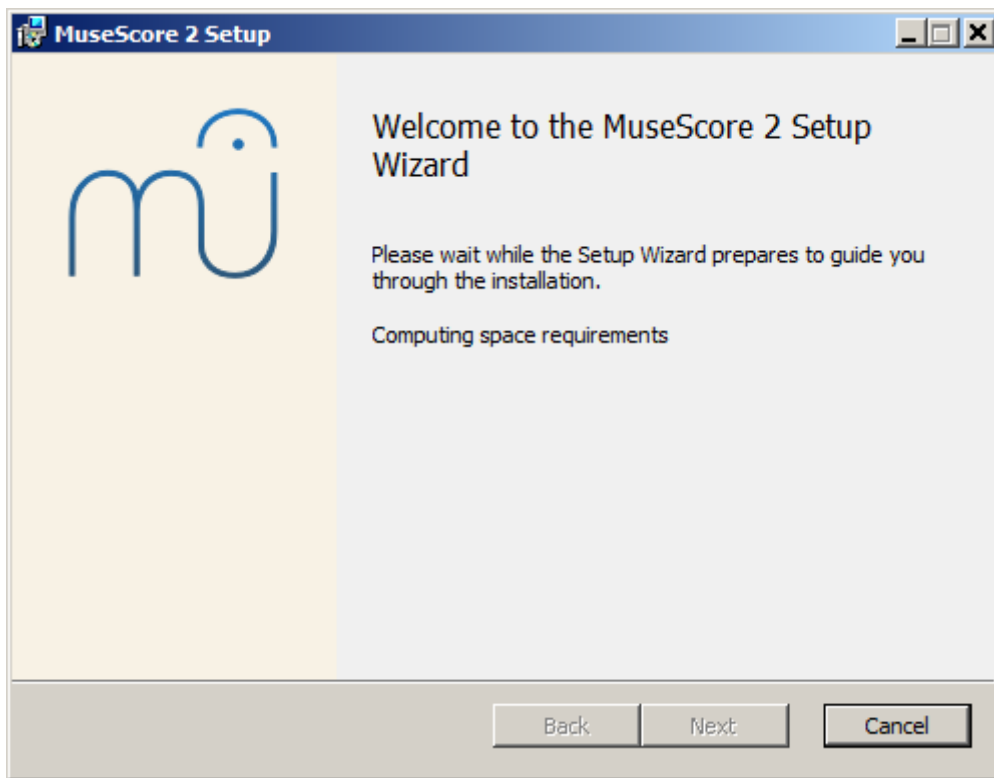 MuseScore 2 Setup
Welcome to the MuseScore 2 Setup
Wizard
Please wait while the Setup Wizard prepares to guide you
through the installation.
Computing space requirements
Back
Next
Cancel